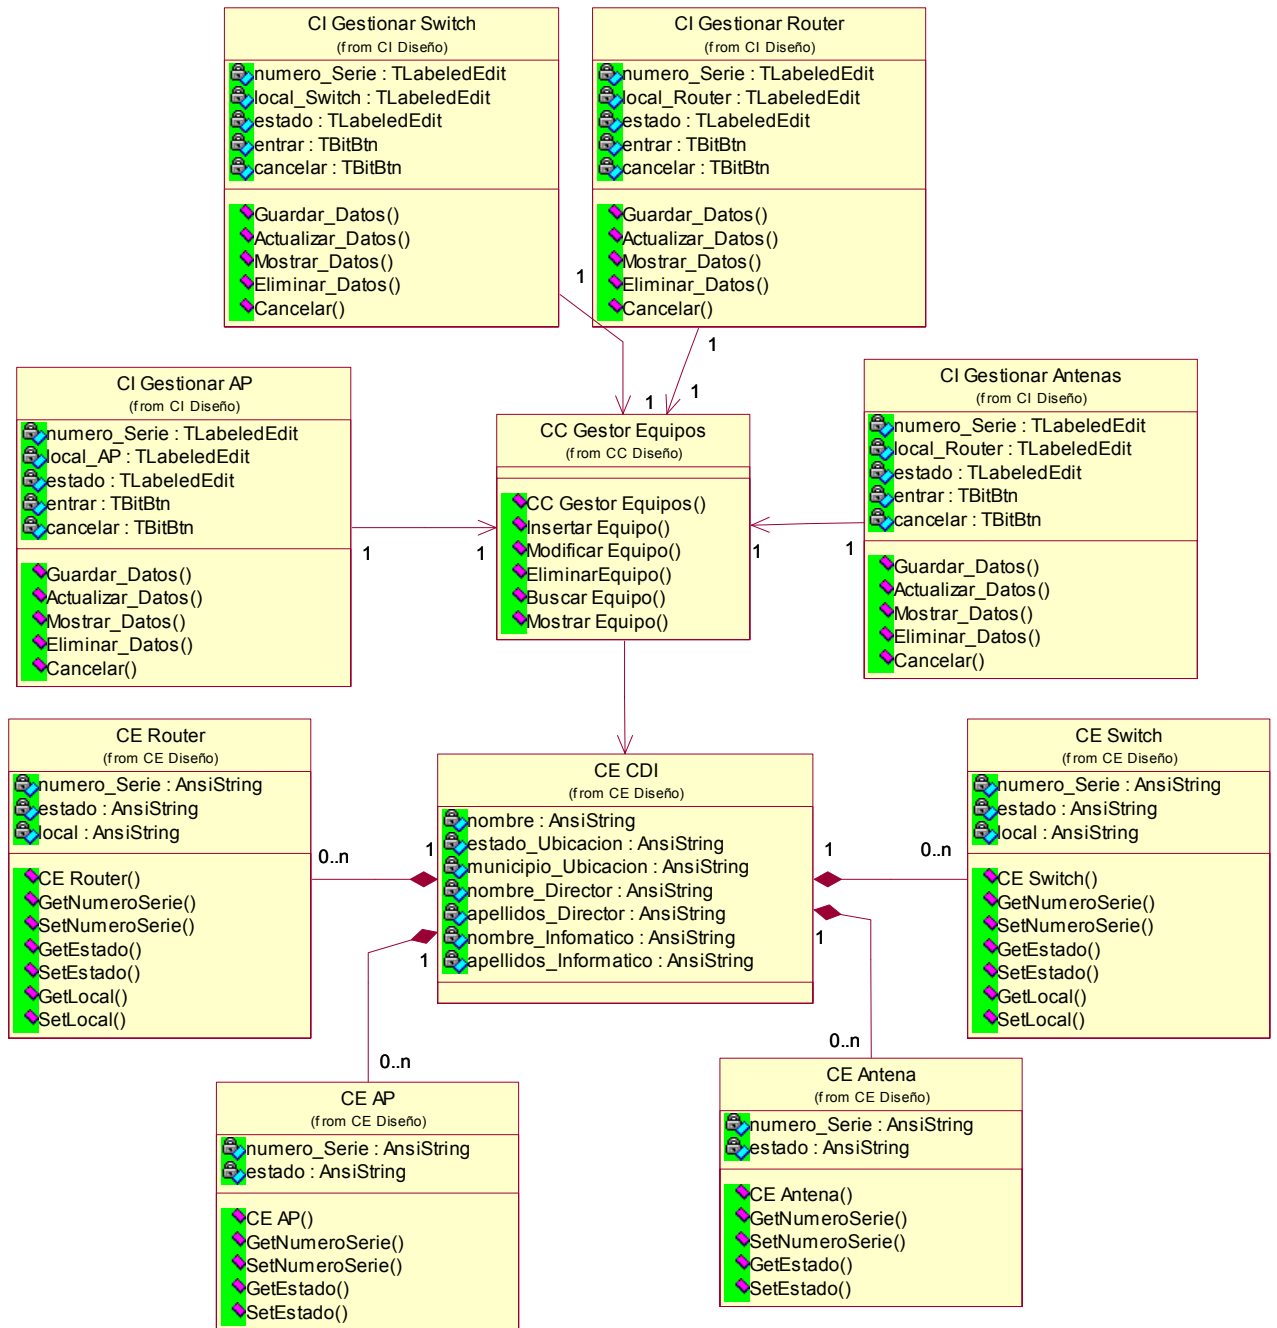 CI Gestionar Switch
(from CI Diseño)
numero_Serie : TLabeledEdit
local_Switch : TLabeledEdit
estado : TLabeledEdit
entrar : TBitBtn
cancelar : TBitBtn
Guardar_Datos()
Actualizar_Datos()
Mostrar_Datos()
Eliminar_Datos()
Cancelar()
CI Gestionar Router
(from CI Diseño)
numero_Serie : TLabeledEdit
local_Router : TLabeledEdit
estado : TLabeledEdit
entrar : TBitBtn
cancelar : TBitBtn
Guardar_Datos()
Actualizar_Datos()
Mostrar_Datos()
Eliminar_Datos()
Cancelar()
1
1
1
1
CI Gestionar AP
(from CI Diseño)
numero_Serie : TLabeledEdit
local_AP : TLabeledEdit
estado : TLabeledEdit
entrar : TBitBtn
cancelar : TBitBtn
Guardar_Datos()
Actualizar_Datos()
Mostrar_Datos()
Eliminar_Datos()
Cancelar()
1
1
CC Gestor Equipos
(from CC Diseño)
CC Gestor Equipos()
Insertar Equipo()
Modificar Equipo()
EliminarEquipo()
Buscar Equipo()
Mostrar Equipo()
1
1
CI Gestionar Antenas
(from CI Diseño)
numero_Serie : TLabeledEdit
local_Router : TLabeledEdit
estado : TLabeledEdit
entrar : TBitBtn
cancelar : TBitBtn
Guardar_Datos()
Actualizar_Datos()
Mostrar_Datos()
Eliminar_Datos()
Cancelar()
CE Router
(from CE Diseño)
numero_Serie : AnsiString
estado : AnsiString
local : AnsiString
CE Router()
GetNumeroSerie()
SetNumeroSerie()
GetEstado()
SetEstado()
GetLocal()
SetLocal()
0..n
1
1
CE CDI
(from CE Diseño)
nombre : AnsiString
estado_Ubicacion : AnsiString
municipio_Ubicacion : AnsiString
nombre_Director : AnsiString
apellidos_Director : AnsiString
nombre_Infomatico : AnsiString
apellidos_Informatico : AnsiString
1
1
0..n
CE Switch
(from CE Diseño)
numero_Serie : AnsiString
estado : AnsiString
local : AnsiString
CE Switch()
GetNumeroSerie()
SetNumeroSerie()
GetEstado()
SetEstado()
GetLocal()
SetLocal()
0..n
CE AP
(from CE Diseño)
numero_Serie : AnsiString
estado : AnsiString
CE AP()
GetNumeroSerie()
SetNumeroSerie()
GetEstado()
SetEstado()
0..n
CE Antena
(from CE Diseño)
numero_Serie : AnsiString
estado : AnsiString
CE Antena()
GetNumeroSerie()
SetNumeroSerie()
GetEstado()
SetEstado()